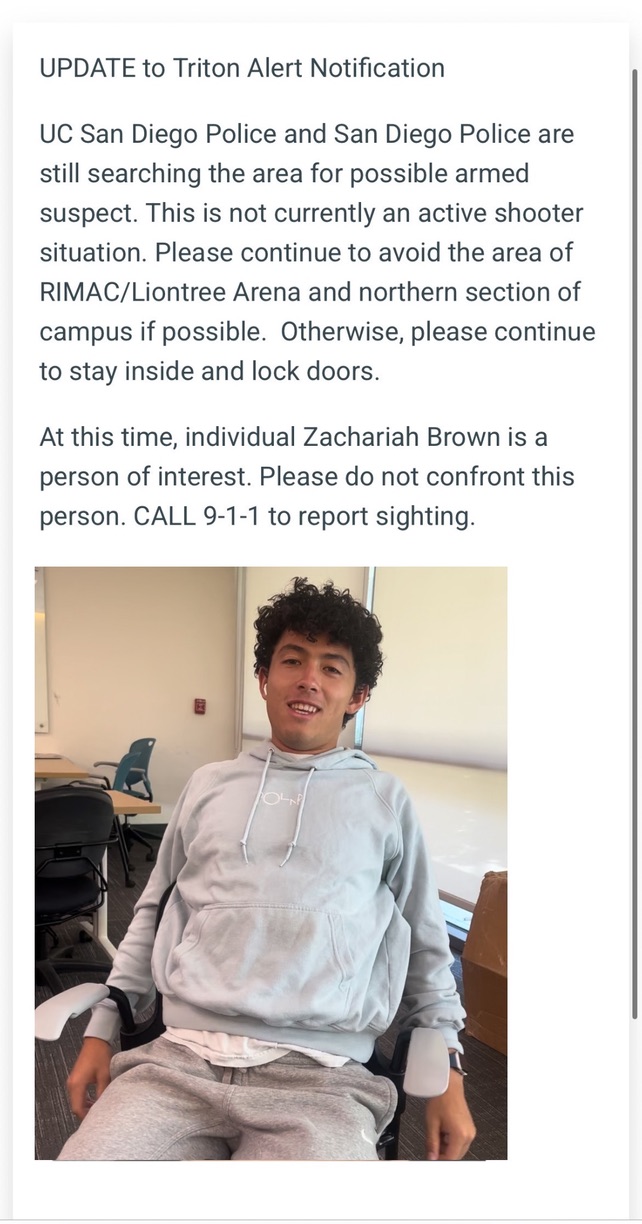 UPDATE to Triton Alert Notification
UC San Diego Police and San Diego Police are
still searching the area for possible armed
suspect. This is not currently an active shooter
situation. Please continue to avoid the area of
RIMAC/Liontree Arena and northern section of
campus if possible.  Otherwise, please continue
to stay inside and lock doors.
At this time, individual Zachariah Brown is a
person of interest. Please do not confront this
person. CALL 9-1-1 to report sighting.